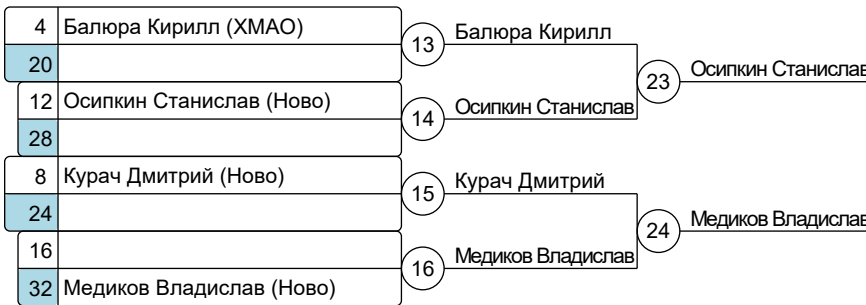 4 Балюра Кирилл (ХМАО)
13 Балюра Кирилл
20
23 Осипкин Станислав
12 Осипкин Станислав (Ново)
14 Осипкин Станислав
28
8 Курач Дмитрий (Ново)
15 Курач Дмитрий
24
24 Медиков Владислав
16
16 Медиков Владислав
32 Медиков Владислав (Ново)